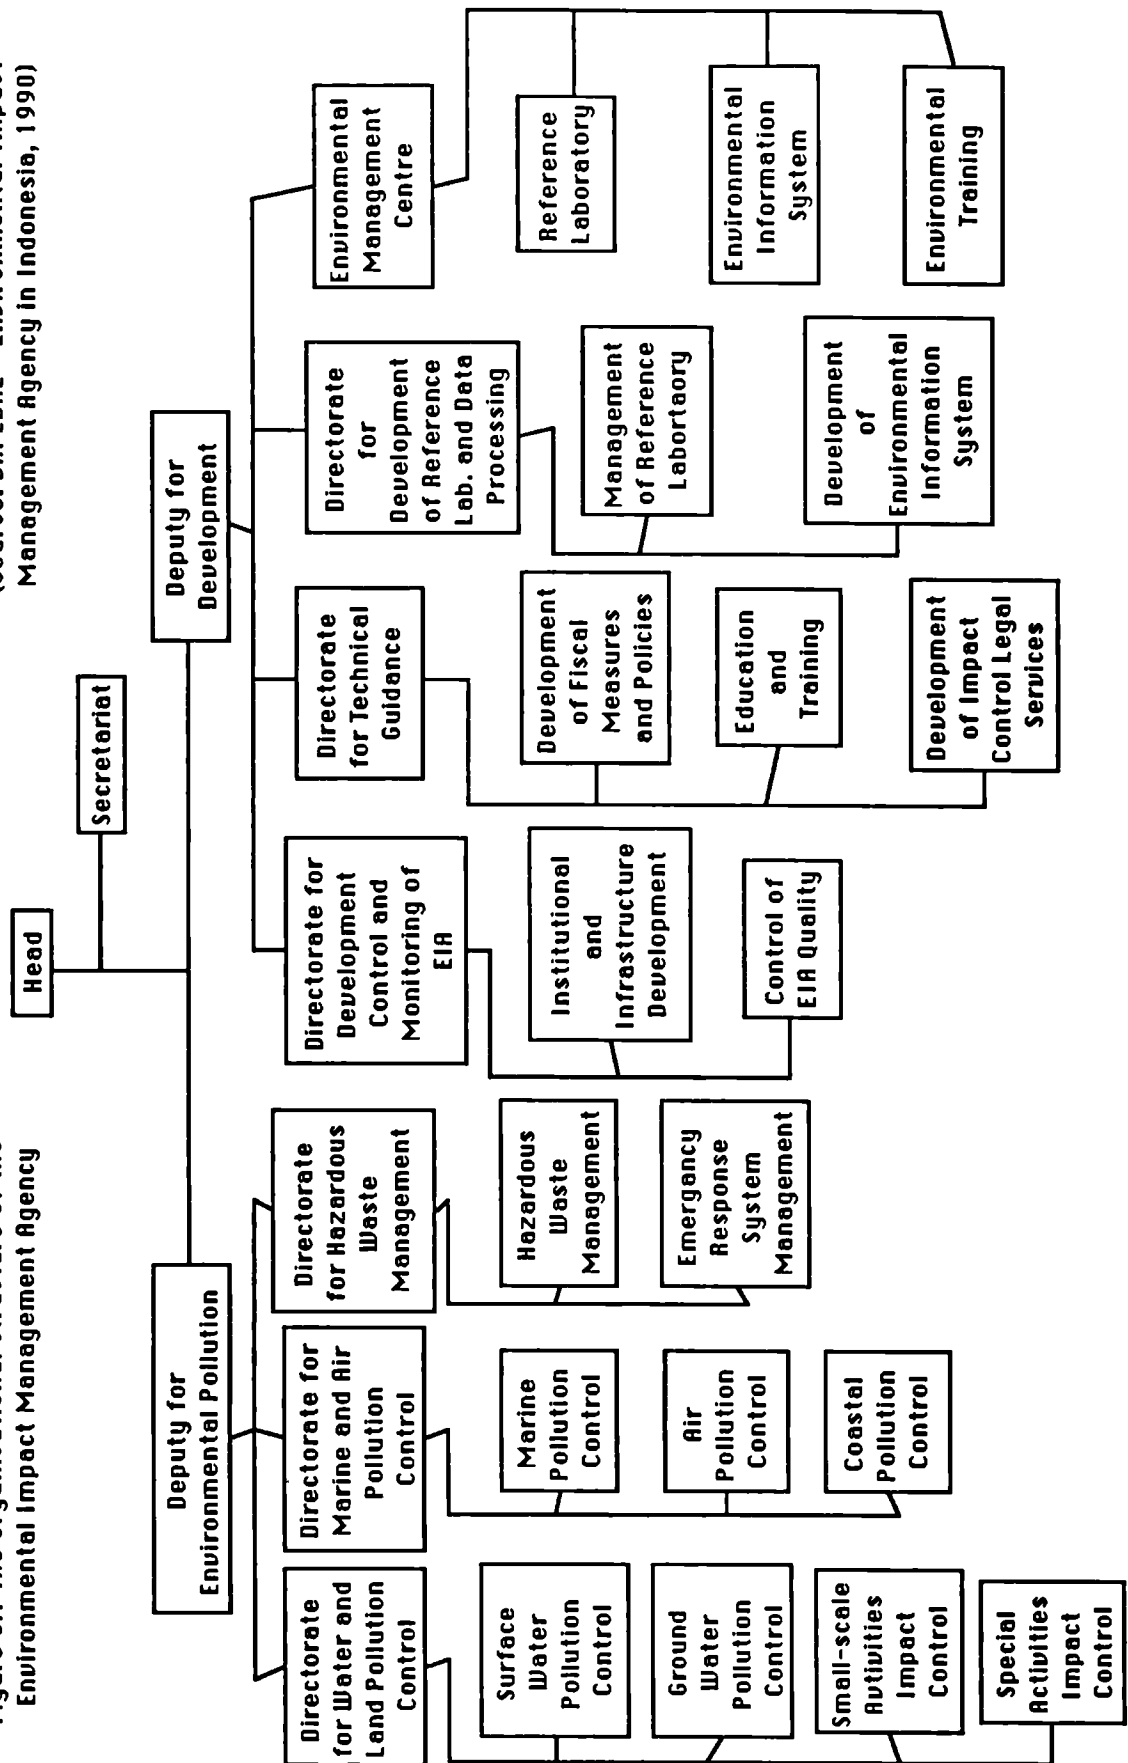 Environmental Impact Management Agency
Management Agency in Indonesia, 1990)
Head
Secretariat
Deputy for
Environmental Pollution
Deputy for
Development
Directorate
for Water and
Land Pollution
Control
Directorate for
Marine and Air
Pollution
Control
Directorate
for Hazardous
Waste
Management
Directorate for
Development
Control and
Monitoring of
EIA
Directorate
for Technical
Guidance
Directorate
for
Development
of Reference
Lab. and Data
Processing
Environmental
Management
Centre
Surface
Water
Pollution
Control
Ground
Water
Pollution
Control
Small-scale
Avtivities
Impact
Control
Special
Activities
Impact
Control
Marine
Pollution
Control
Air
Pollution
Control
Coastal
Pollution
Control
Hazardous
Waste
Management
Emergancy
Response
System
Management
Institutional
and
Infrastructure
Development
Control of
EIA Quality
Development
of Fiscal
Measures
and Policies
Education
and
Training
Development
of Impact
Control Legal
Services
Management
of Reference
Labortaory
Development
of
Environmental
Information
System
Reference
Laboratory
Environmental
Information
System
Environmental
Training